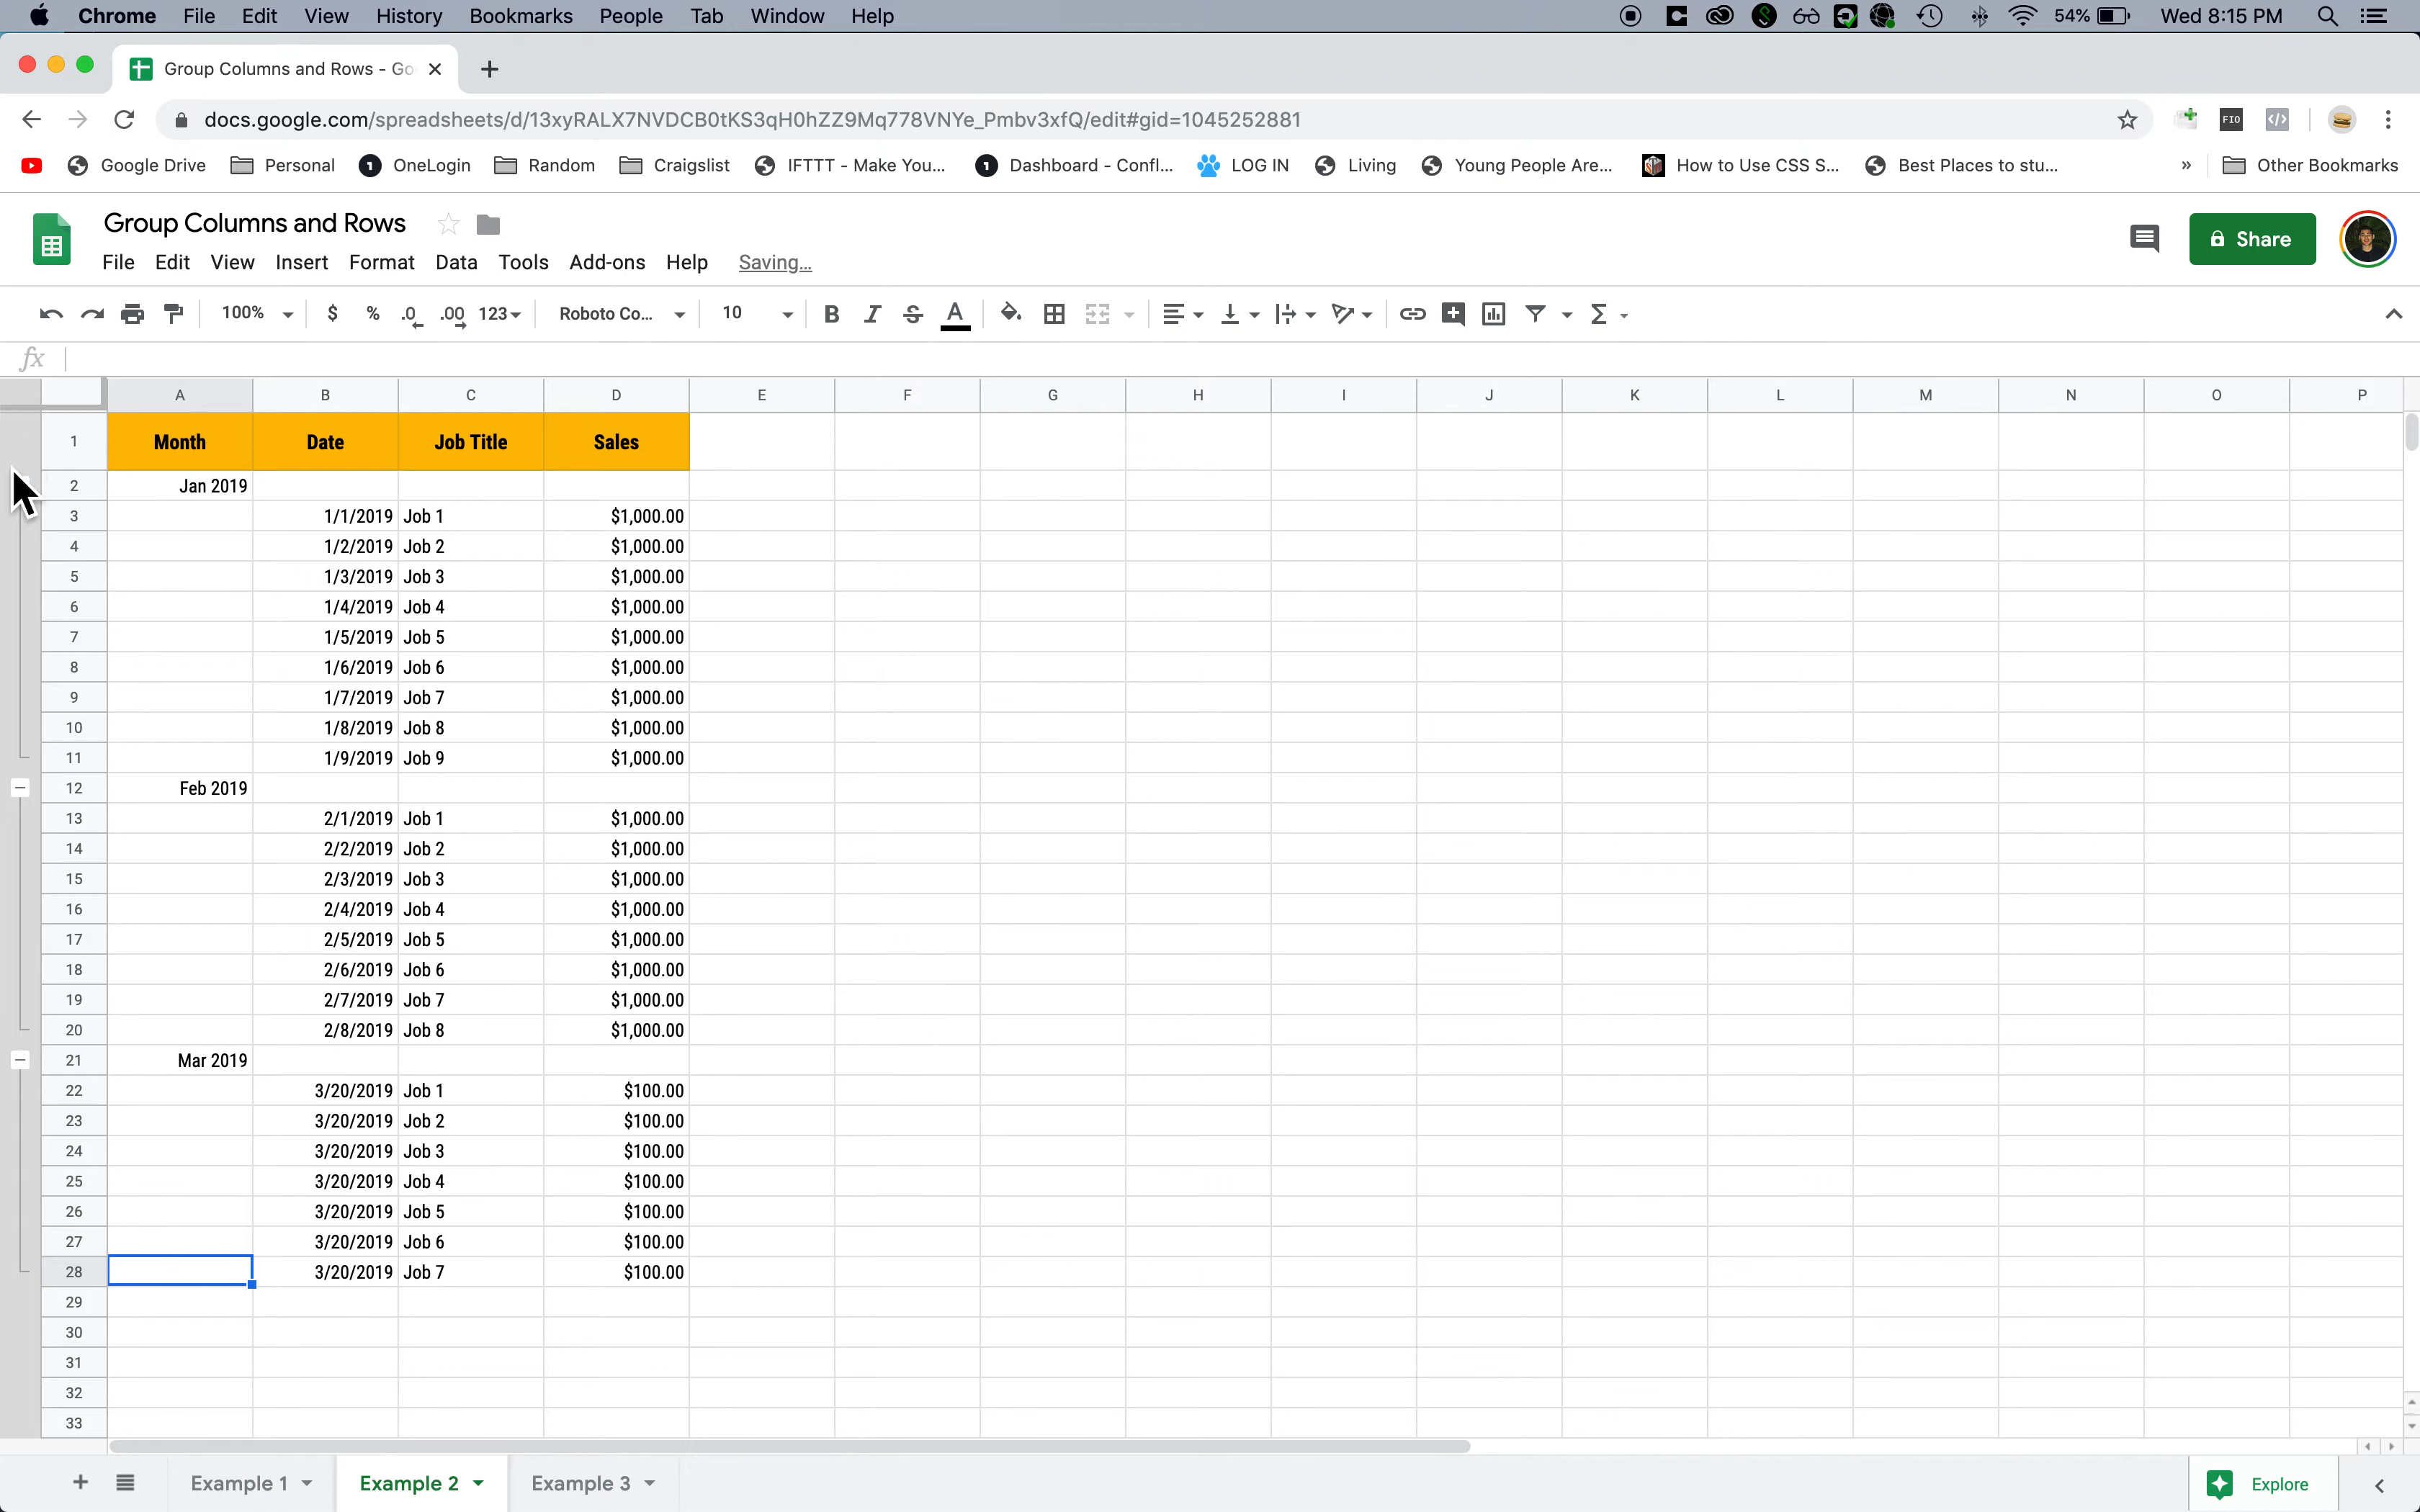 Chrome File Edit View History Bookmarks People Tab Window Help 54% Wed 8:15 PM
Group Columns and Rows - Go
docs.google.com/spreadsheets/d/13xyRALX7NVDCB0tKS3qH0hZZ9Mq778VNYe_Pmbv3xfQ/edit#gid=1045252881 FIO
Google Drive Personal 1 OneLogin Random Craigslist IFTTT - Make You... 1 Dashboard - Confl... LOG IN Living Young People Are... How to Use CSS S... Best Places to stu... » Other Bookmarks
Group Columns and Rows
File Edit View Insert Format Data Tools Add-ons Help Saving... Share
100% $ % .0 .00 123 Roboto Co... 10 B I S A Σ
fx
A B C D E F G H I J K L M N O P
1 Month Date Job Title Sales
2 Jan 2019
3 1/1/2019 Job 1 $1,000.00
4 1/2/2019 Job 2 $1,000.00
5 1/3/2019 Job 3 $1,000.00
6 1/4/2019 Job 4 $1,000.00
7 1/5/2019 Job 5 $1,000.00
8 1/6/2019 Job 6 $1,000.00
9 1/7/2019 Job 7 $1,000.00
10 1/8/2019 Job 8 $1,000.00
11 1/9/2019 Job 9 $1,000.00
12 Feb 2019
13 2/1/2019 Job 1 $1,000.00
14 2/2/2019 Job 2 $1,000.00
15 2/3/2019 Job 3 $1,000.00
16 2/4/2019 Job 4 $1,000.00
17 2/5/2019 Job 5 $1,000.00
18 2/6/2019 Job 6 $1,000.00
19 2/7/2019 Job 7 $1,000.00
20 2/8/2019 Job 8 $1,000.00
21 Mar 2019
22 3/20/2019 Job 1 $100.00
23 3/20/2019 Job 2 $100.00
24 3/20/2019 Job 3 $100.00
25 3/20/2019 Job 4 $100.00
26 3/20/2019 Job 5 $100.00
27 3/20/2019 Job 6 $100.00
28 3/20/2019 Job 7 $100.00
29
30
31
32
33
Example 1 Example 2 Example 3 Explore